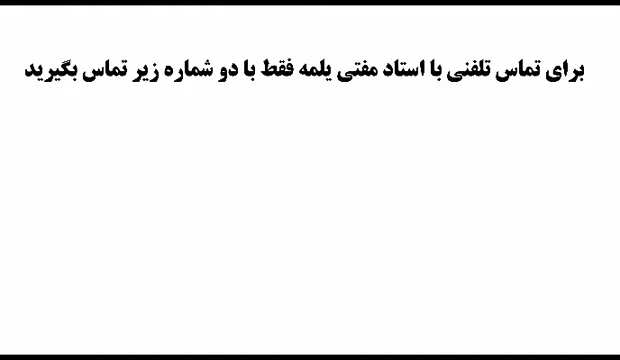 برای تماس تلفنی با استاد مفتی یلمه فقط با دو شماره زیر تماس بگیرید